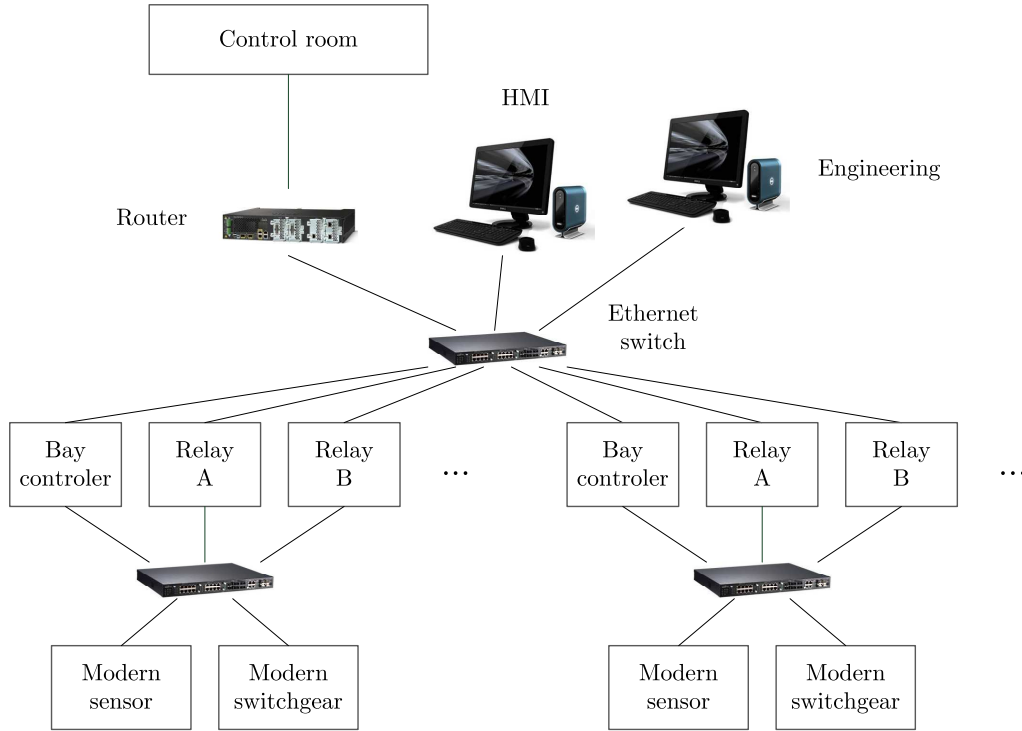 Control room
HMI
Engineering
Router
Ethernet
switch
Bay
controler
Relay
A
Relay
B
...
Bay
controler
Relay
A
Relay
B
...
Modern
sensor
Modern
switchgear
Modern
sensor
Modern
switchgear